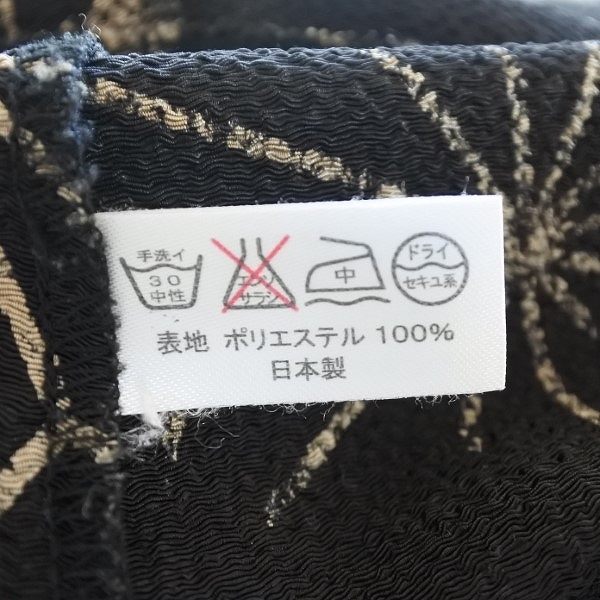 手洗イ
30
中性
エンソ
サラシ
中
ドライ
セキユ系
表地 ポリエステル 100%
日本製